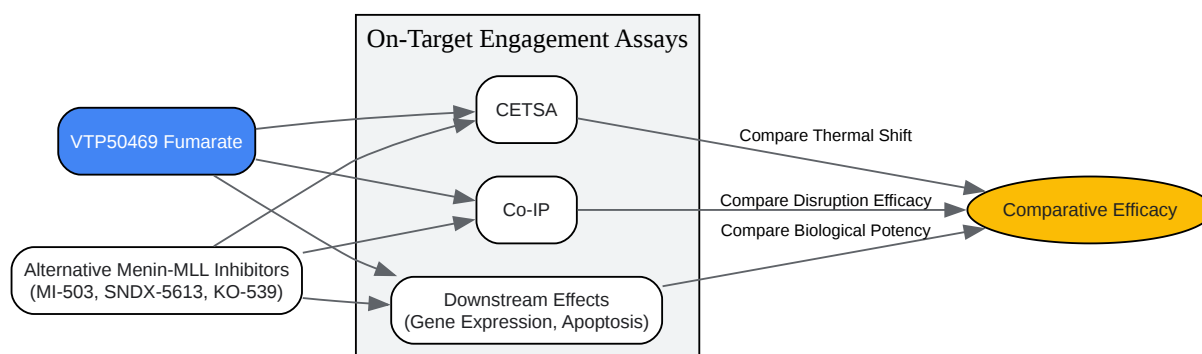 On-Target Engagement Assays
VTP50469 Fumarate
Alternative Menin-MLL Inhibitors
(MI-503, SNDX-5613, KO-539)
CETSA
Co-IP
Downstream Effects
(Gene Expression, Apoptosis)
Compare Thermal Shift
Compare Disruption Efficacy
Compare Biological Potency
Comparative Efficacy